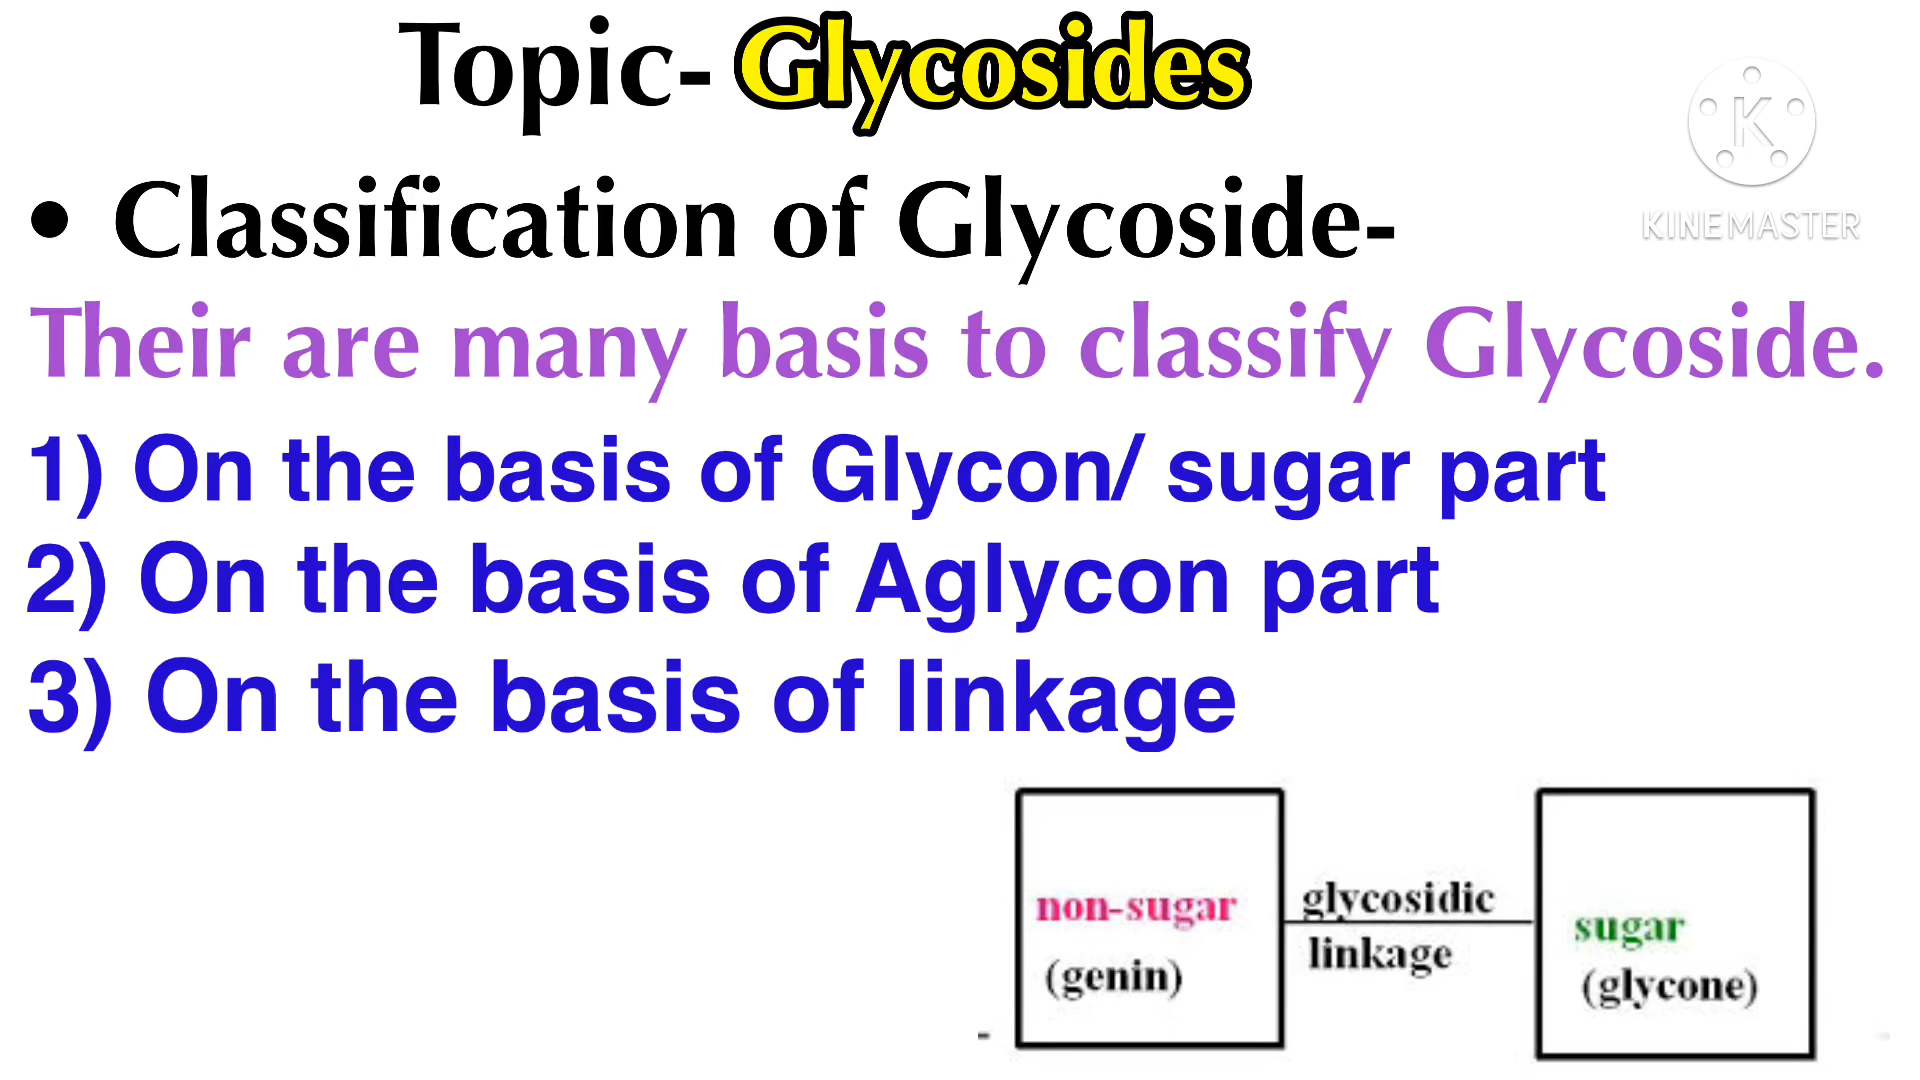 Topic- Glycosides
K
KINEMASTER
• Classification of Glycoside-
Their are many basis to classify Glycoside.
1) On the basis of Glycon/ sugar part
2) On the basis of Aglycon part
3) On the basis of linkage
non-sugar
(genin)
glycosidic
linkage
sugar
(glycone)
-